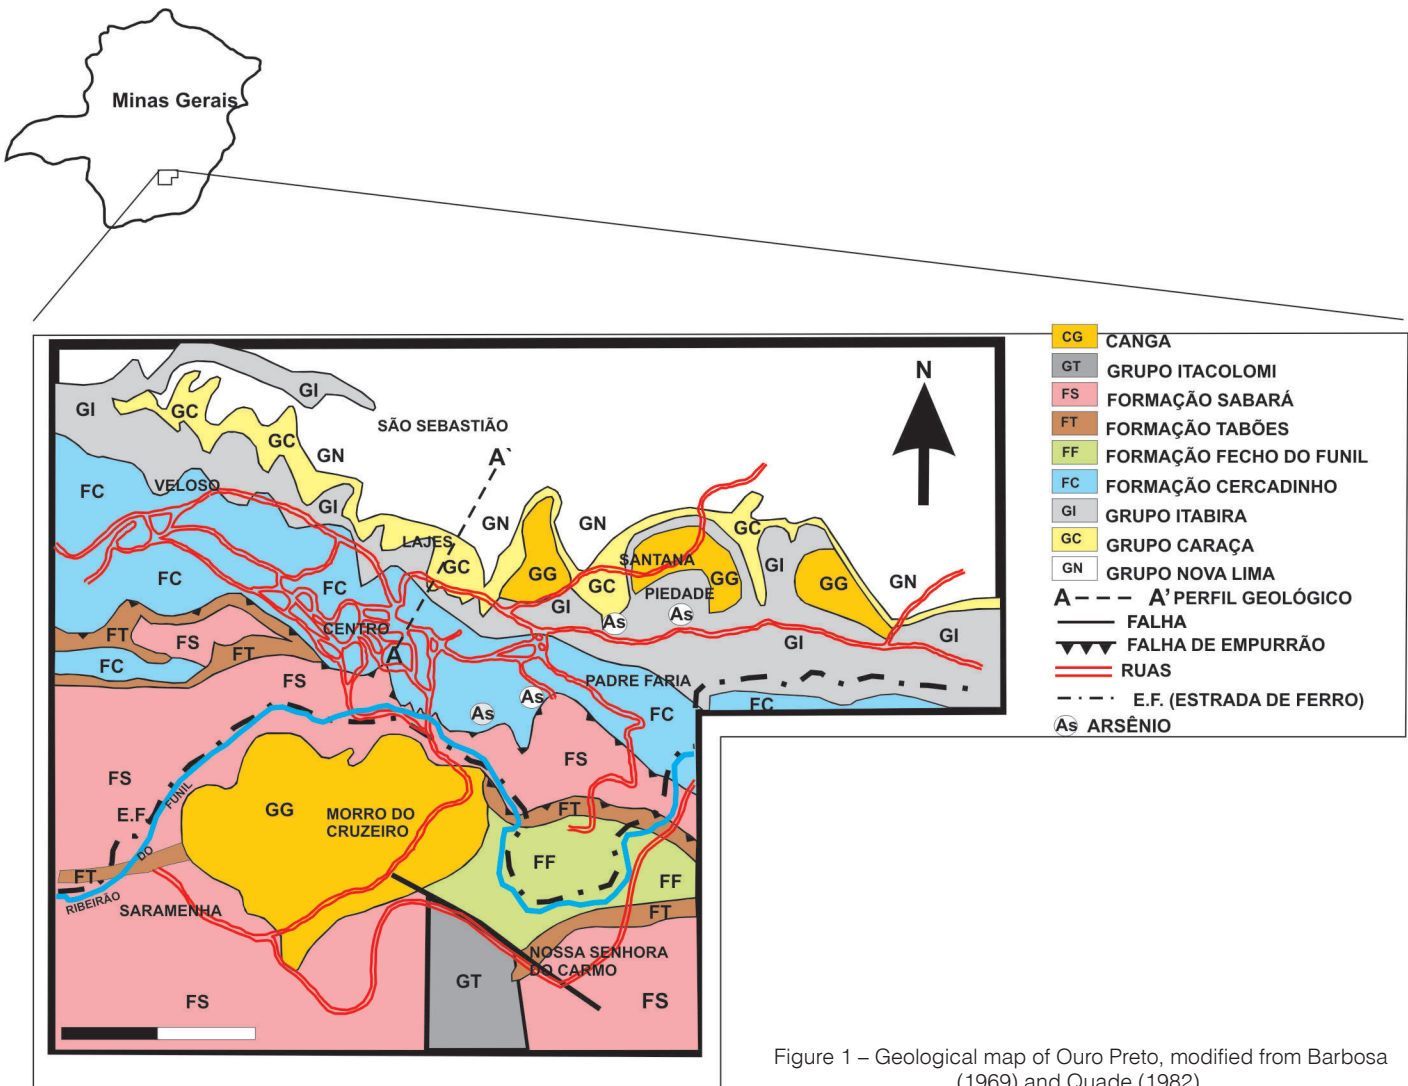 Minas Gerais
GI
GI
GC
SÃO SEBASTIÃO
GC
GN
A`
N
FC
VELOSO
GI
GN
GN
LAJES
GC
GG
GC
SANTANA
GC
GI
GG
GG
GN
PIEDADE
As
As
GI
GI
GI
FC
FC
CENTRO
A
FT
FS
FT
FC
FS
PADRE FARIA
As
As
FC
FC
FS
FS
E.F.
GG
MORRO DO
CRUZEIRO
FT
FF
FF
FT
FT
RIBEIRÃO DO FUNIL
SARAMENHA
NOSSA SENHORA
DO CARMO
GT
FS
FS
CG CANGA
GT GRUPO ITACOLOMI
FS FORMAÇÃO SABARÁ
FT FORMAÇÃO TABÕES
FF FORMAÇÃO FECHO DO FUNIL
FC FORMAÇÃO CERCADINHO
GI GRUPO ITABIRA
GC GRUPO CARAÇA
GN GRUPO NOVA LIMA
A A' PERFIL GEOLÓGICO
FALHA
FALHA DE EMPURRÃO
RUAS
E.F. (ESTRADA DE FERRO)
As ARSÊNIO
Figure 1 – Geological map of Ouro Preto, modified from Barbosa
(1969) and Quade (1982)